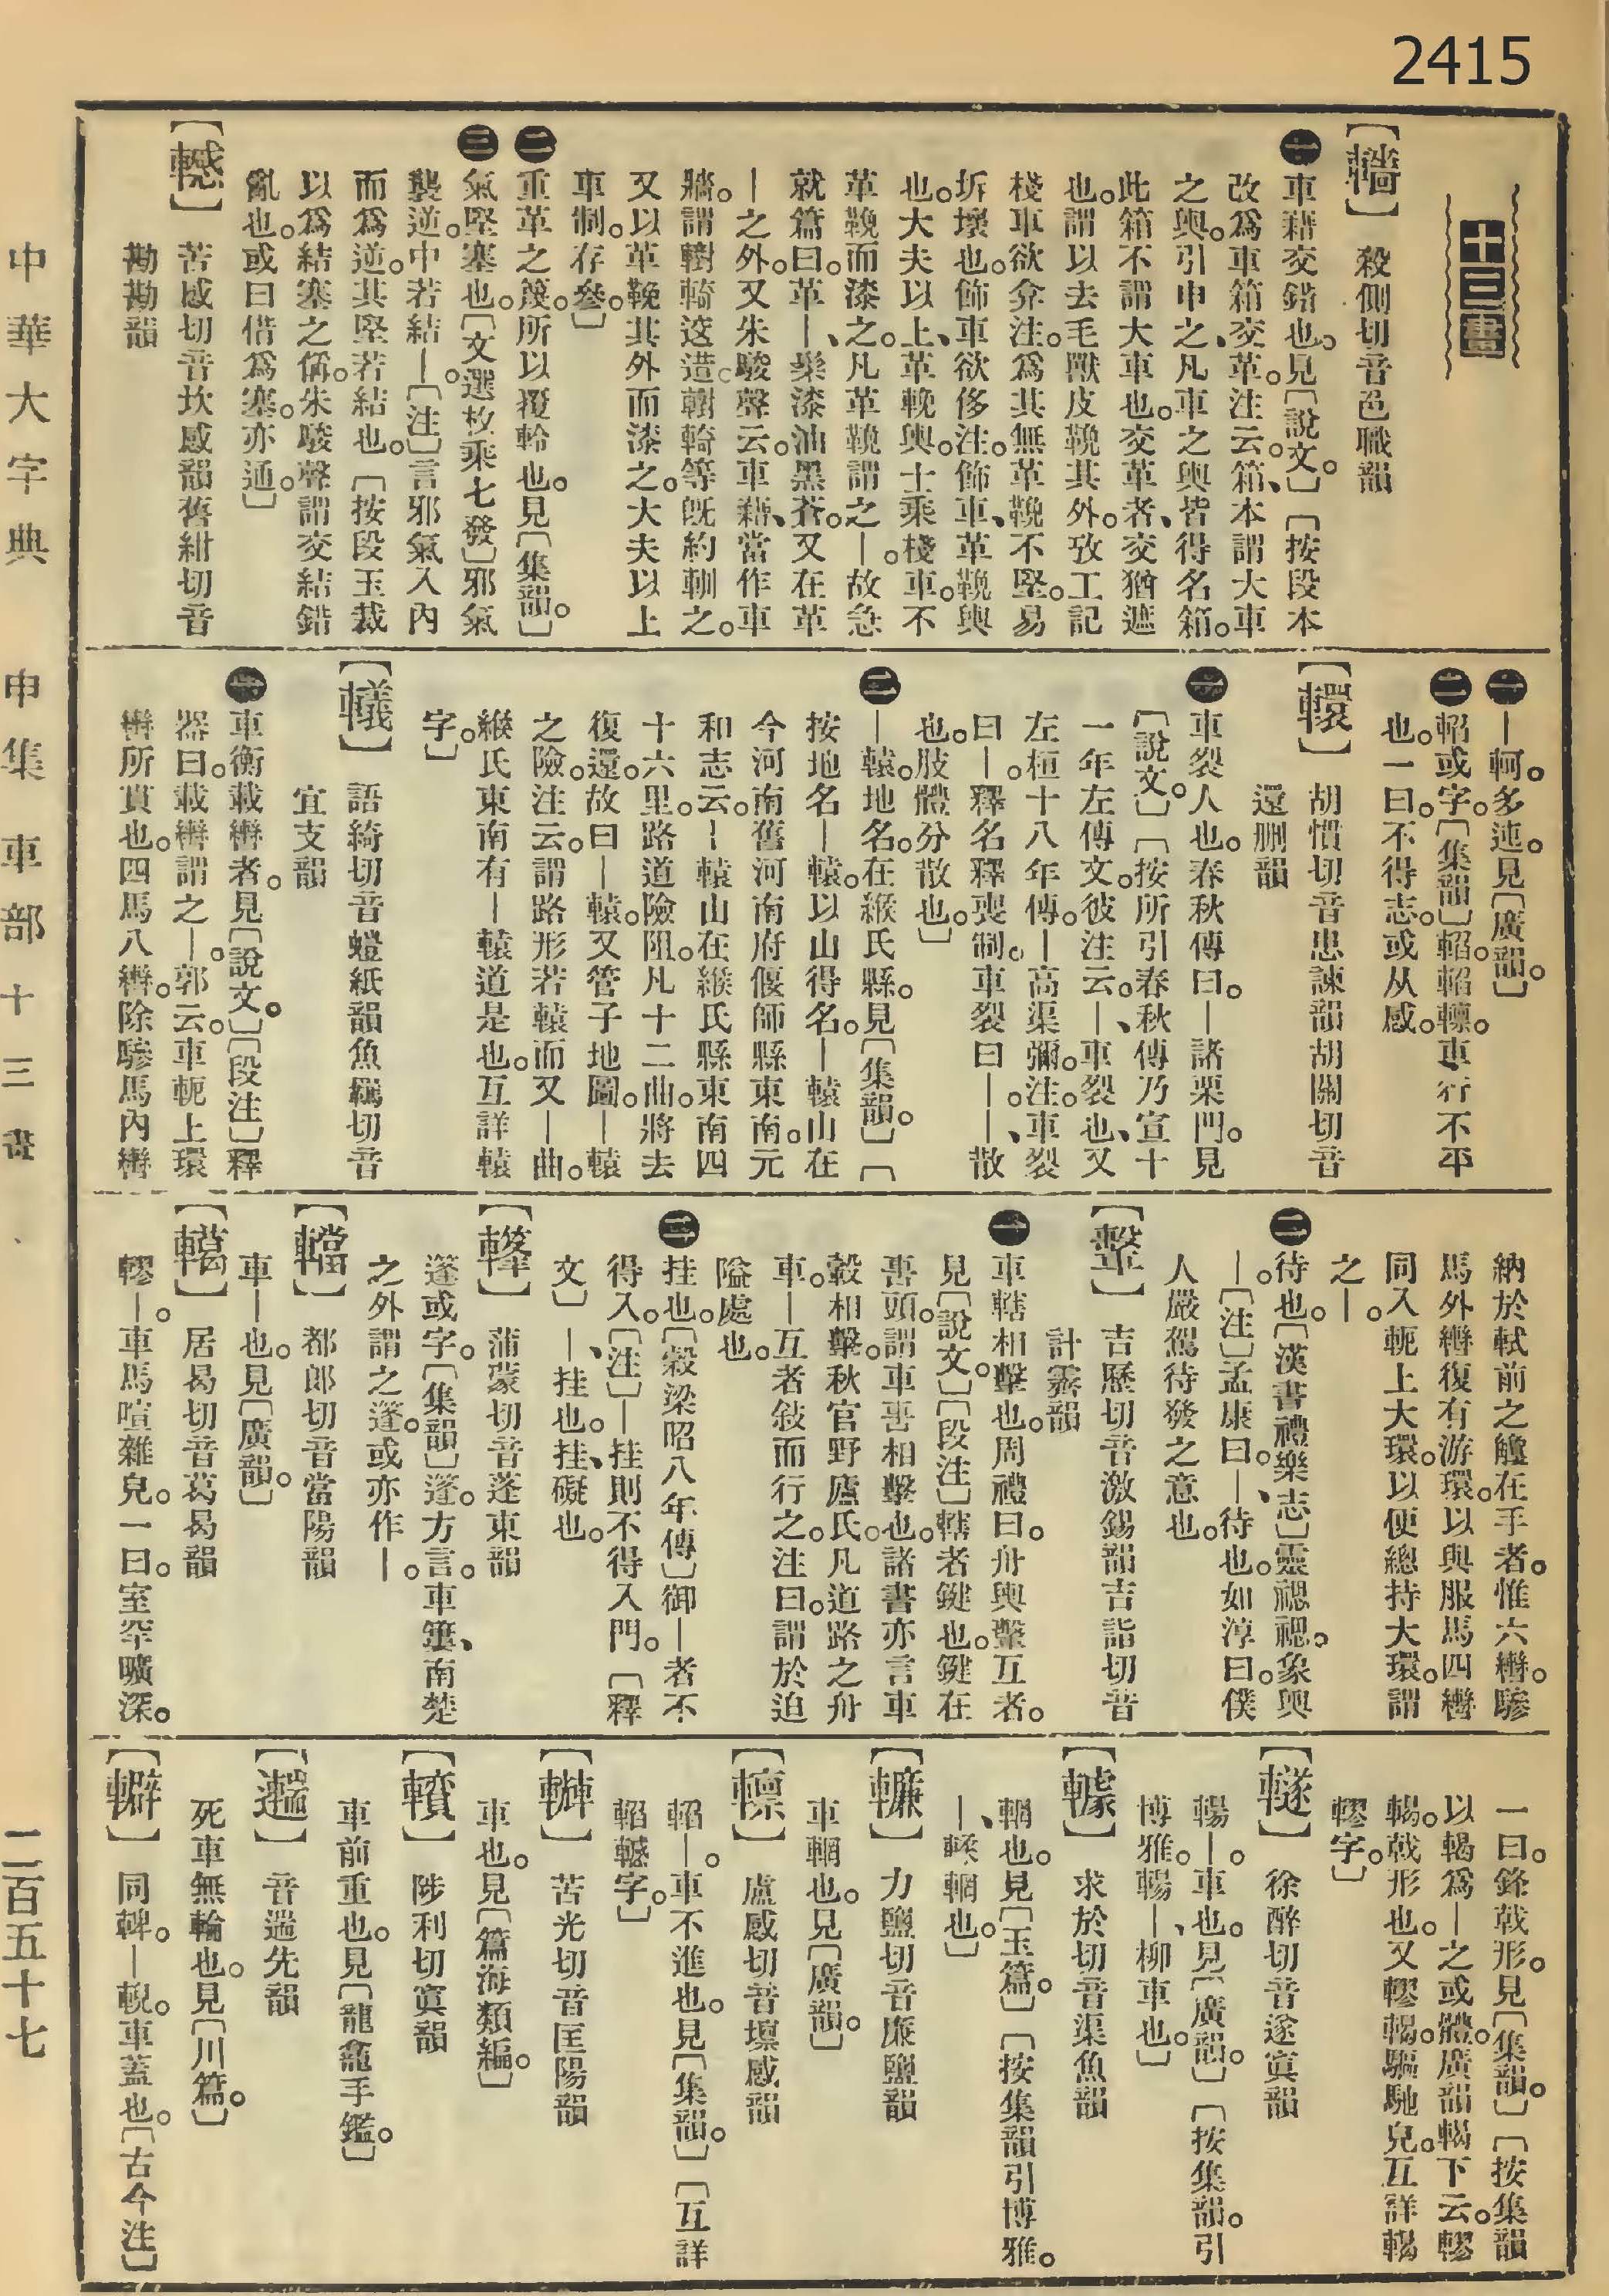 2415
十三畫
【轖】 殺側切音色職韻
㊀車藉交錯也。見〔說文。〕〔按段本
改爲車箱交革。注云。箱、本謂大車
之輿。引申之、凡車之輿皆得名箱。
此箱不謂大車也。交革者、交猶遮
也。謂以去毛獸皮鞔其外。攷工記
棧車欲弇注。爲其無革鞔不堅。易
坼壞也。飾車欲侈注。飾車、革鞔輿
也。大夫以上、革鞔輿。士乘棧車。不
革鞔而漆之。凡革鞔謂之—。故急
就篇曰。革—、髹漆油黑蒼。又在革
—之外。又朱駿聲云。車藉、當作車
牆。謂轛輢迻造。轛輢等旣約軓之。
又以革鞔其外而漆之。大夫以上
車制。存參。〕
㊁重革之𩎟。所以覆軨也。見〔集韻。〕
㊂氣堅塞也。〔文選枚乘七發〕邪氣
襲逆。中若結—。〔注〕言邪氣入內
而爲逆。其堅若結也。〔按段玉裁
以爲結塞之偁。朱駿聲謂交結錯
亂也。或曰借爲塞。亦通。〕
【轗】 苦感切音坎感韻舊紺切音
勘勘韻
㊀—軻。多迍。見〔廣韻。〕
㊁轁或字。〔集韻〕轁。轁轥。車行不平
也。一曰。不得志。或从感。
【轘】 胡慣切音患諫韻胡關切音
還刪韻
㊀車裂人也。春秋傳曰。—諸栗門。見
〔說文。〕〔按所引春秋傳乃宣十
一年左傳文。彼注云。—、車裂也、又
左桓十八年傳。—高渠彌。注。車裂
曰—。釋名釋喪制。車裂曰—。—、散
也。肢體分散也。〕
㊁—轅。地名。在緱氏縣。見〔集韻。〕〔
按地名—轅。以山得名。—轅山在
今河南舊河南府偃師縣東南。元
和志云。—轅山在緱氏縣東南四
十六里。路道險阻。凡十二曲。將去
復還。故曰—轅。又管子地圖。—轅
之險。注云。謂路形若轅而又—曲。
緱氏東南有—轅道是也。互詳轅
字。〕
【轙】 語綺切音螘紙韻魚羈切音
宜支韻
㊀車衡載轡者。見〔說文。〕〔段注〕釋
器曰。載轡謂之—。郭云。車軛上環
轡所貫也。四馬八轡。除驂馬內轡
納於軾前之觼。在手者。惟六轡。驂
馬外轡復有游環。以與服馬四轡
同入軛上大環。以便總持大環。謂
之—。
㊁待也。〔漢書禮樂志〕靈禗禗。象輿
—。〔注〕孟康曰。—、待也。如淳曰。僕
人嚴駕待發之意也。
【轚】 吉歷切音激錫韻吉詣切音
計霽韻
㊀車轄相擊也。周禮曰。舟輿轚互者。
見〔說文。〕〔段注〕轄者鍵也。鍵在
軎頭。謂車軎相擊也。諸書亦言車
轂相擊。秋官野廬氏。凡道路之舟
車。—互者敍而行之。注曰。謂於迫
隘處也。
㊁挂也。〔穀梁昭八年傳〕御—者不
得入。〔注〕—挂則不得入門。〔釋
文〕—、挂也。挂、礙也。
【䡫】 蒲蒙切音蓬東韻
篷或字。〔集韻〕篷。方言。車簍、南楚
之外謂之篷。或亦作—。
【轛】 都郎切音當陽韻
車—也。見〔廣韻。〕
【轕】 居曷切音葛曷韻
轇—。車馬喧雜皃。一曰。室罕曠深。
一曰。鋒戟形。見〔集韻。〕〔按集韻
以輵爲—之或體。廣韻輵下云。轇
輵。戟形也。又轇輵。驅馳皃。互詳輵
轇字。〕
【䡵】 徐醉切音遂寘韻
輰—。車也。見〔廣韻。〕〔按集韻。引
博雅。輰—、柳車也。〕
【轈】 求於切音渠魚韻
輞也。見〔玉篇。〕〔按集韻引博雅。
—、輮、輞也。〕
【䡻】 力鹽切音廉鹽韻
車輞也。見〔廣韻。〕
【轥】 盧感切音壈感韻
轁—。車不進也。見〔集韻。〕〔互詳
轁轗字。〕
苦光切音匡陽韻
車也。見〔篇海類編。〕
陟利切寘韻
車前重也。見〔龍龕手鑑。〕
音遄先韻
死車無輪也。見〔川篇。〕
【䡶】 同䡟。—輗。車蓋也。〔古今注〕
中華大字典 申集 車部 十三畫
二百五十七